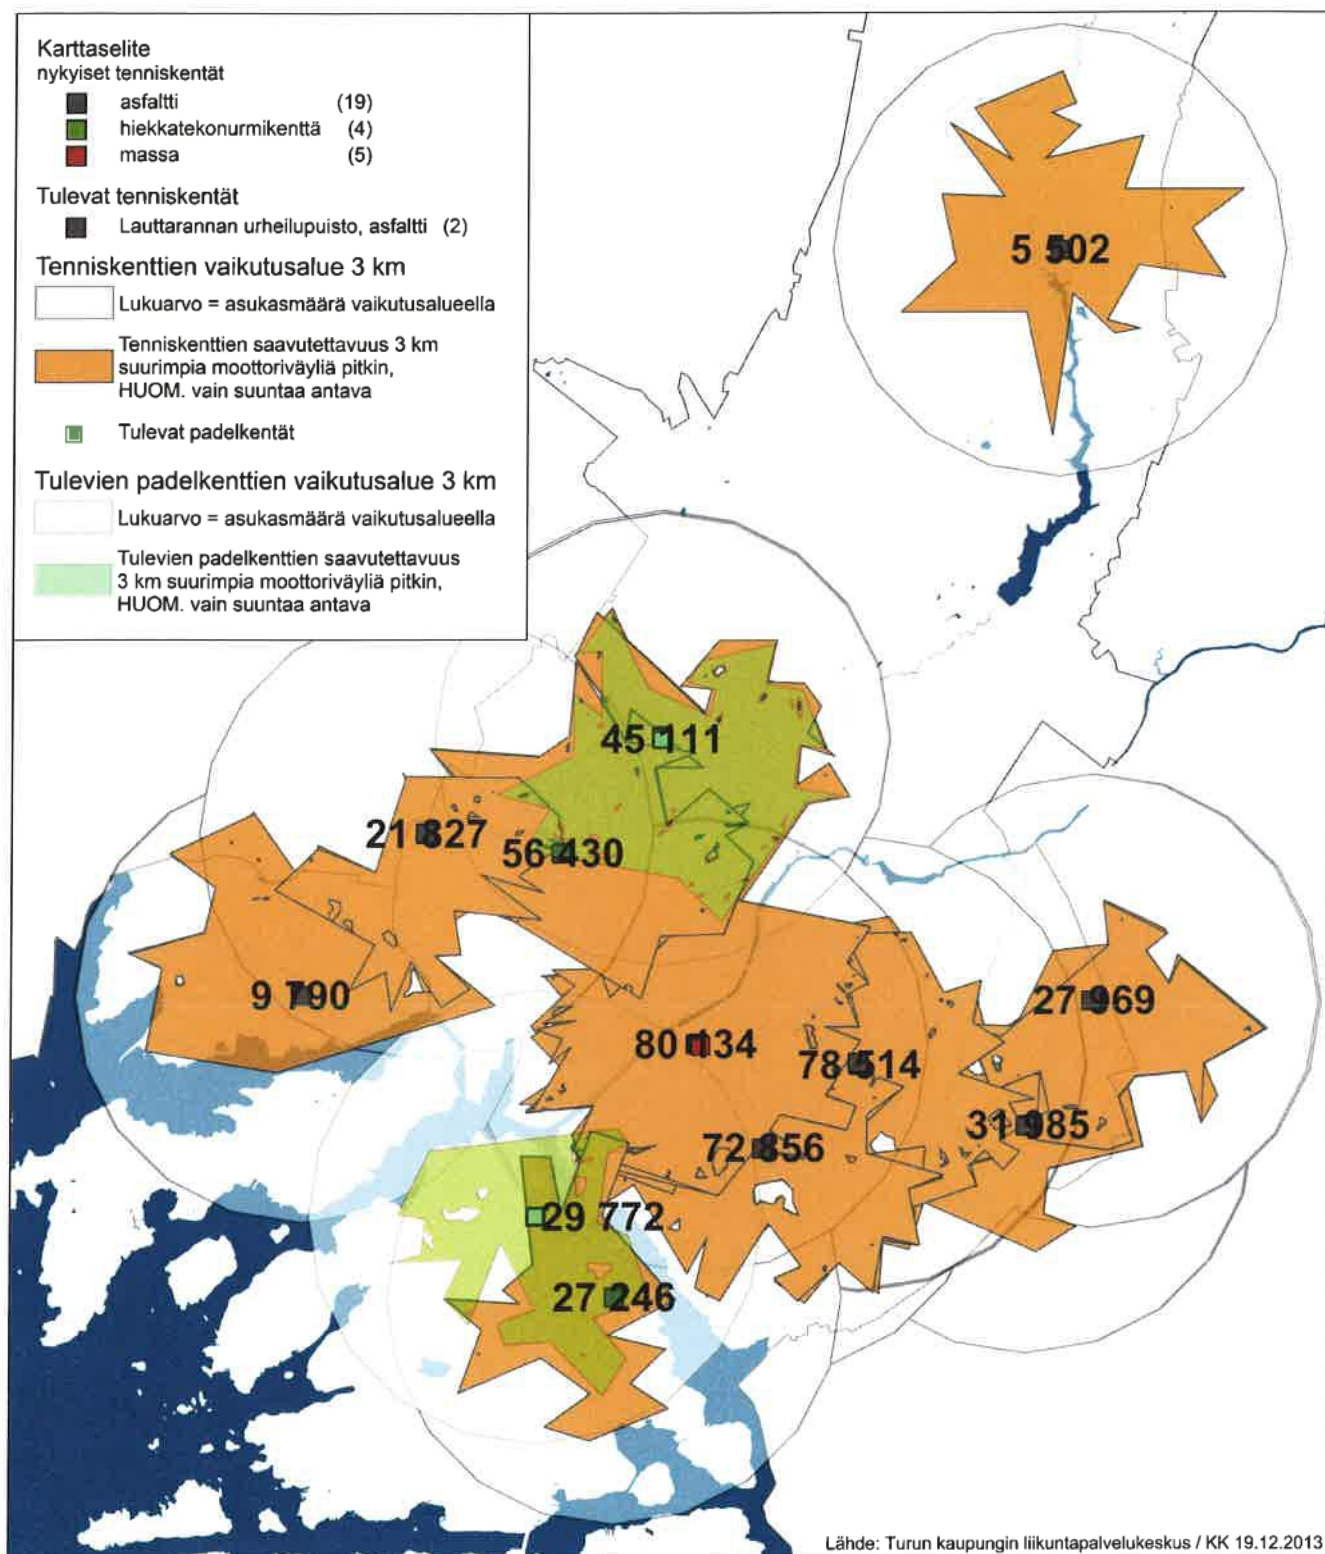 Karttaselite
nykyiset tenniskentät
asfaltti (19)
hiekkatekonurmikenttä (4)
massa (5)
Tulevat tenniskentät
Lauttarannan urheilupuisto, asfaltti (2)
Tenniskenttien vaikutusalue 3 km
Lukuarvo = asukasmäärä vaikutusalueella
Tenniskenttien saavutettavuus 3 km
suurimpia moottoriväyliä pitkin,
HUOM. vain suuntaa antava
Tulevat padelkentät
Tulevien padelkenttien vaikutusalue 3 km
Lukuarvo = asukasmäärä vaikutusalueella
Tulevien padelkenttien saavutettavuus
3 km suurimpia moottoriväyliä pitkin,
HUOM. vain suuntaa antava
5 502
45 111
21 827
56 430
9 790
27 969
80 134
78 514
31 985
72 856
29 772
27 246
Lähde: Turun kaupungin liikuntapalvelukeskus / KK 19.12.2013